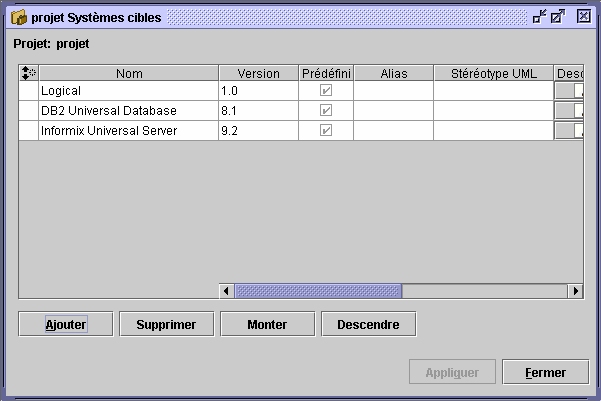 projet Systèmes cibles
Projet: projet
Nom Version Prédéfini Alias Stéréotype UML Desc
Logical 1.0
DB2 Universal Database 8.1
Informix Universal Server 9.2
Ajouter Supprimer Monter Descendre
Appliquer Fermer